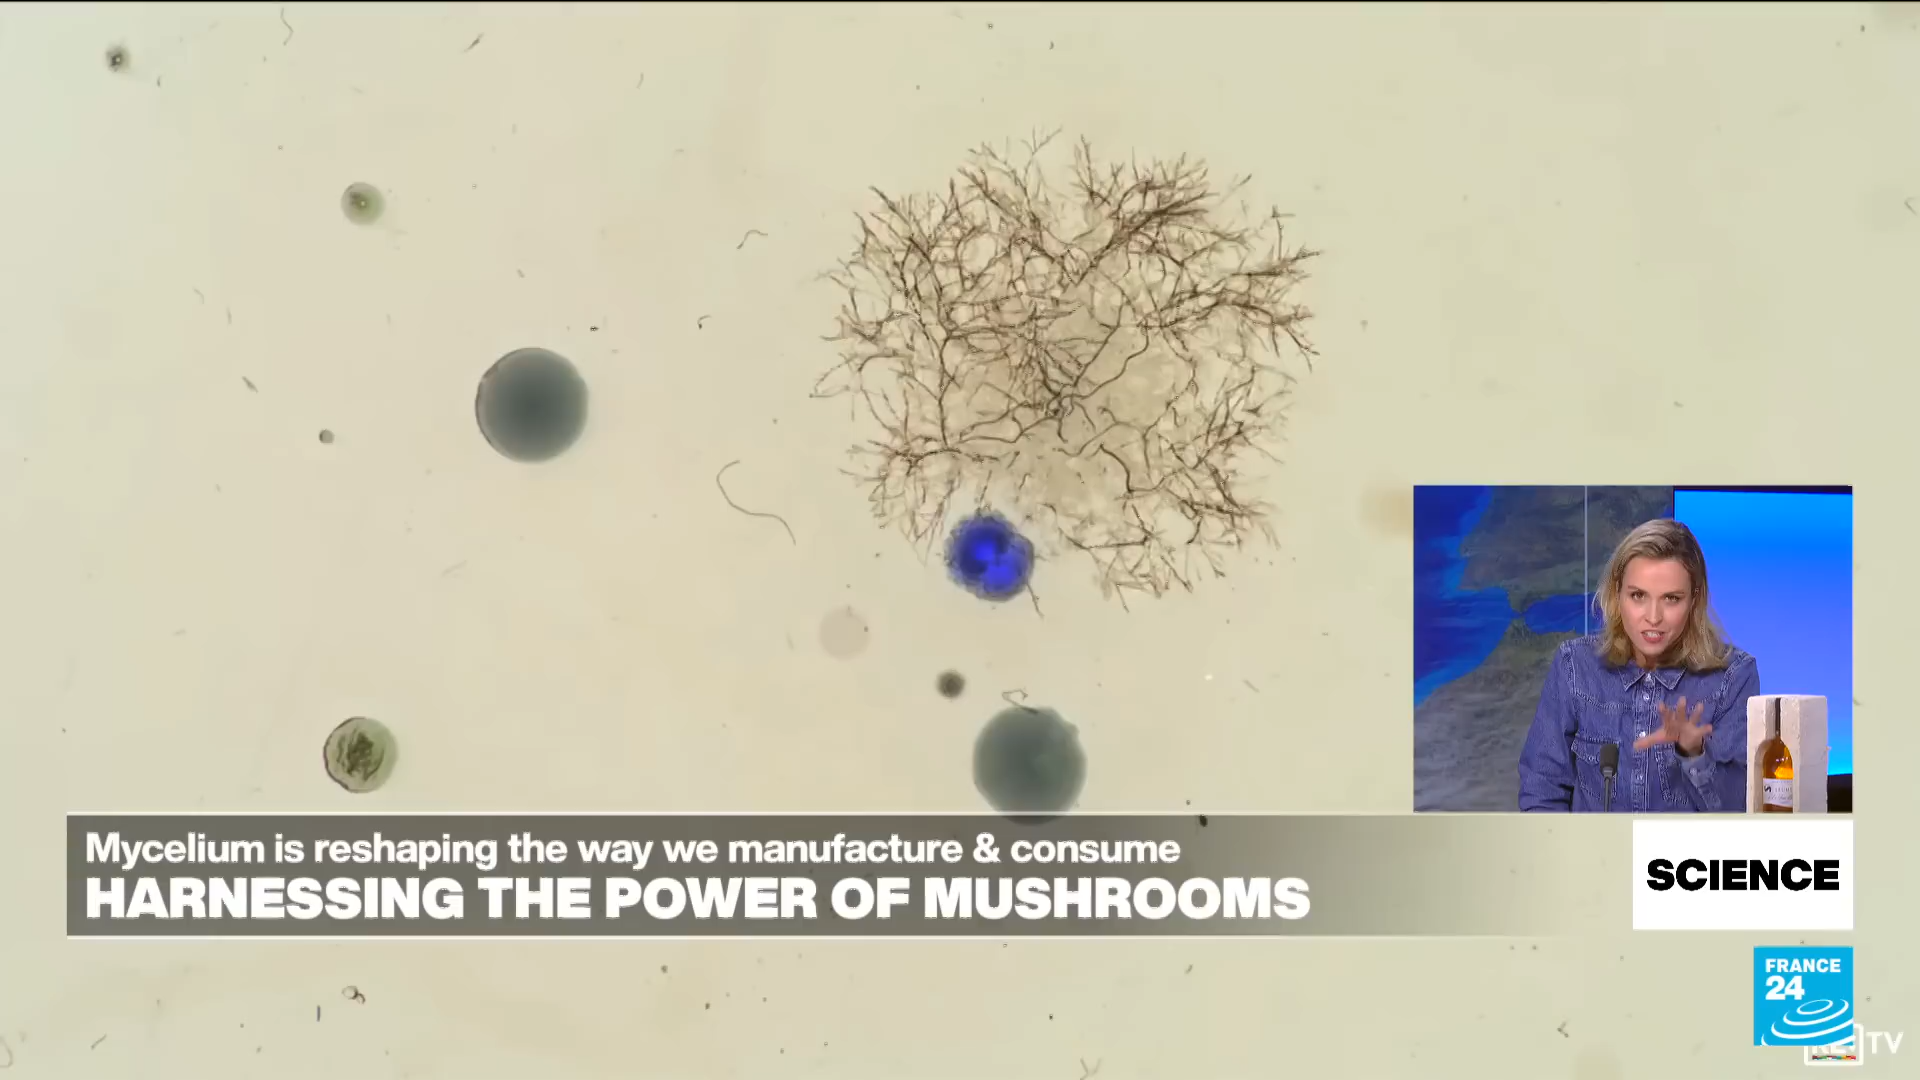 Mycelium is reshaping the way we manufacture & consume
HARNESSING THE POWER OF MUSHROOMS
SCIENCE
FRANCE
24
TV